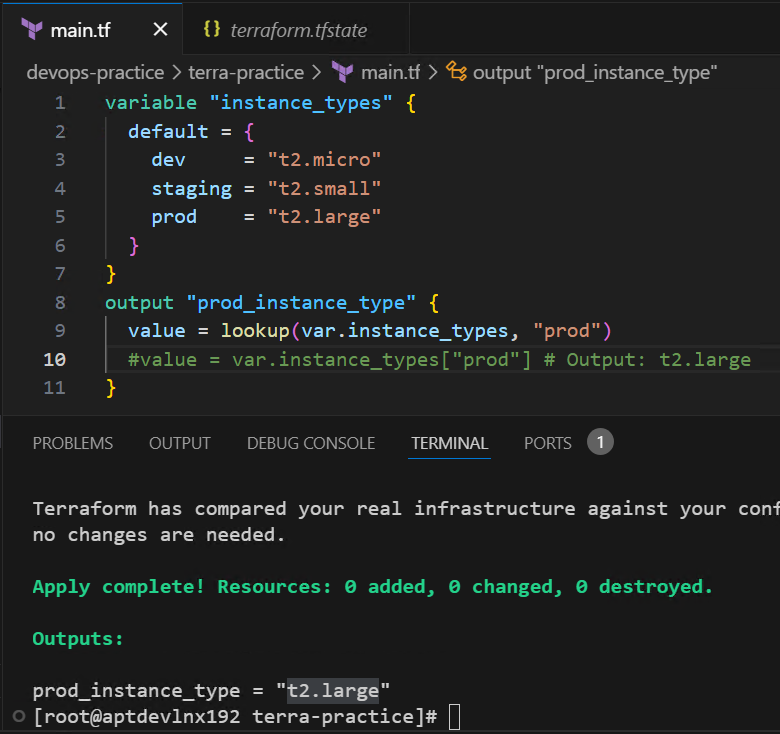 main.tf
{} terraform.tfstate
devops-practice > terra-practice > main.tf > output "prod_instance_type"
1 variable "instance_types" {
2   default = {
3     dev     = "t2.micro"
4     staging = "t2.small"
5     prod    = "t2.large"
6   }
7 }
8 output "prod_instance_type" {
9   value = lookup(var.instance_types, "prod")
10   #value = var.instance_types["prod"] # Output: t2.large
11 }
PROBLEMS OUTPUT DEBUG CONSOLE TERMINAL PORTS 1
Terraform has compared your real infrastructure against your conf
no changes are needed.
Apply complete! Resources: 0 added, 0 changed, 0 destroyed.
Outputs:
prod_instance_type = "t2.large"
[root@aptdevlnx192 terra-practice]#